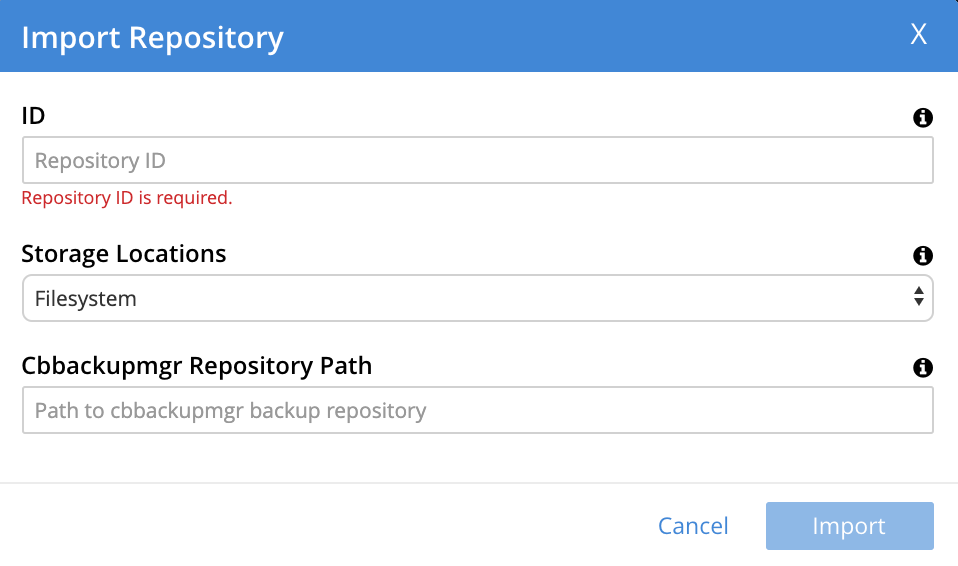 Import Repository
X
ID
Repository ID
Repository ID is required.
Storage Locations
Filesystem
Cbbackupmgr Repository Path
Path to cbbackupmgr backup repository
Cancel
Import